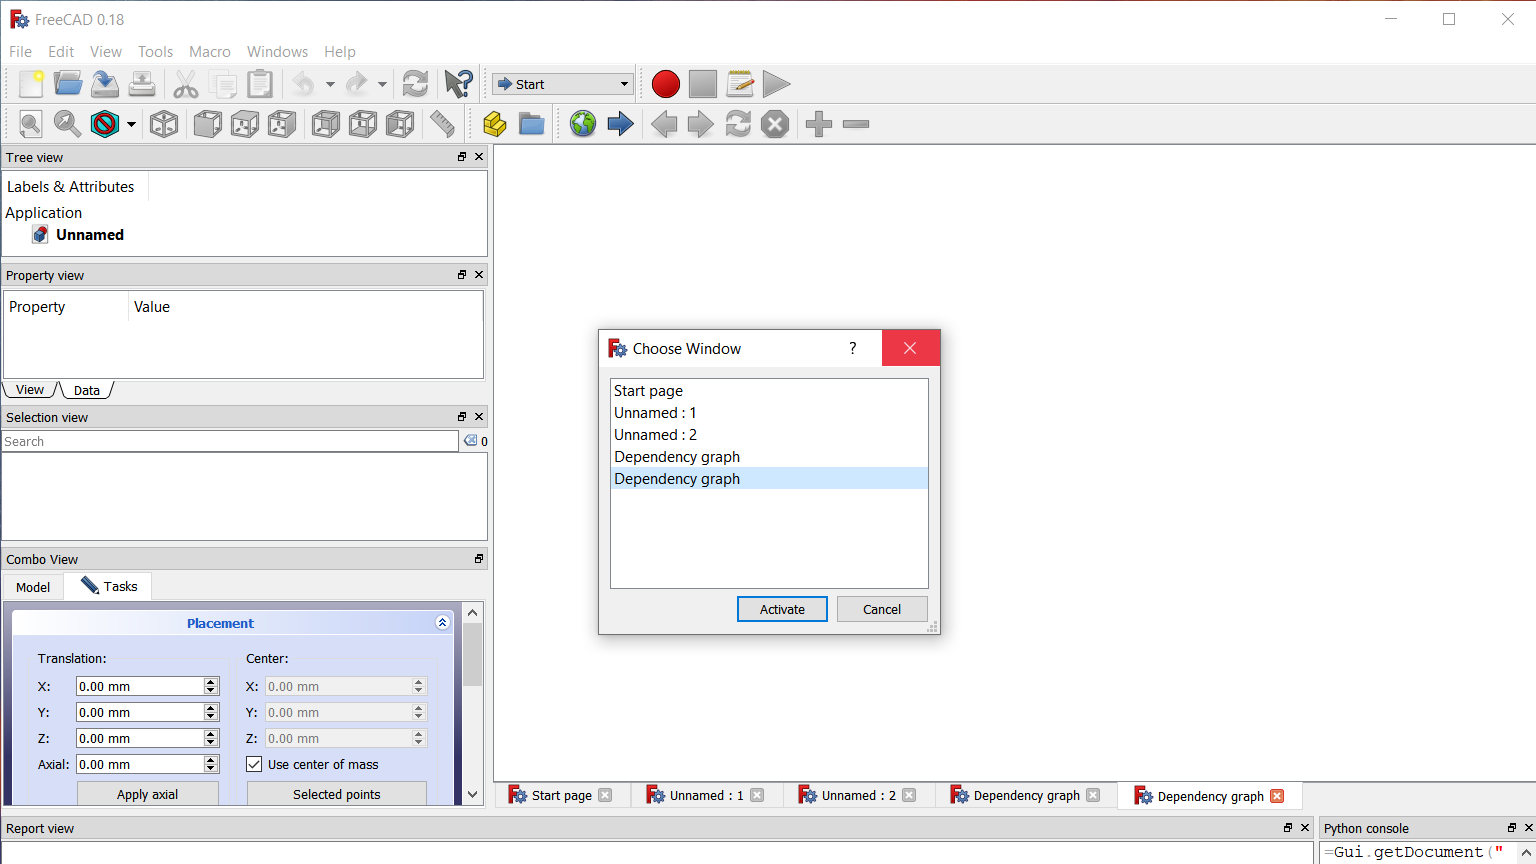 FreeCAD 0.18
File Edit View Tools Macro Windows Help
Start
Tree view
Labels & Attributes
Application
Unnamed
Property view
Property Value
View Data
Selection view
Search 0
Combo View
Model Tasks
Placement
Translation: Center:
X: 0.00 mm X: 0.00 mm
Y: 0.00 mm Y: 0.00 mm
Z: 0.00 mm Z: 0.00 mm
Axial: 0.00 mm Use center of mass
Apply axial Selected points
Choose Window ?
Start page
Unnamed : 1
Unnamed : 2
Dependency graph
Dependency graph
Activate Cancel
Start page Unnamed : 1 Unnamed : 2 Dependency graph Dependency graph
Report view
Python console
=Gui.getDocument("